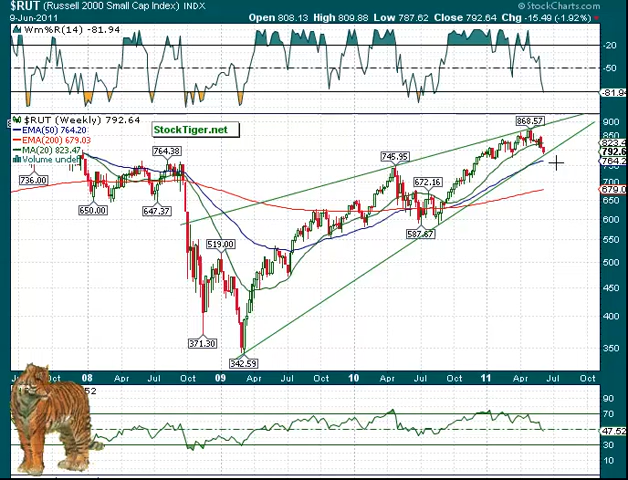 $RUT (Russell 2000 Small Cap Index) INDX
© StockCharts.com
9-Jun-2011
Open 808.13 High 809.88 Low 787.62 Close 792.64 Chg -15.49 (-1.92%)
Wm%R(14) -81.94
-20
-50
-81.94
$RUT (Weekly) 792.64
EMA(50) 764.20
EMA(200) 679.03
MA(20) 823.47
Volume unde
StockTiger.net
868.57
764.38
745.95
736.00
672.16
650.00
647.37
587.67
519.00
371.30
342.59
900
850
823.4
792.6
764.2
750
700
679.0
650
600
550
500
450
400
350
Oct 08 Apr Jul Oct 09 Apr Jul Oct 10 Apr Jul Oct 11 Apr Jul Oct
52
90
70
47.52
30
10